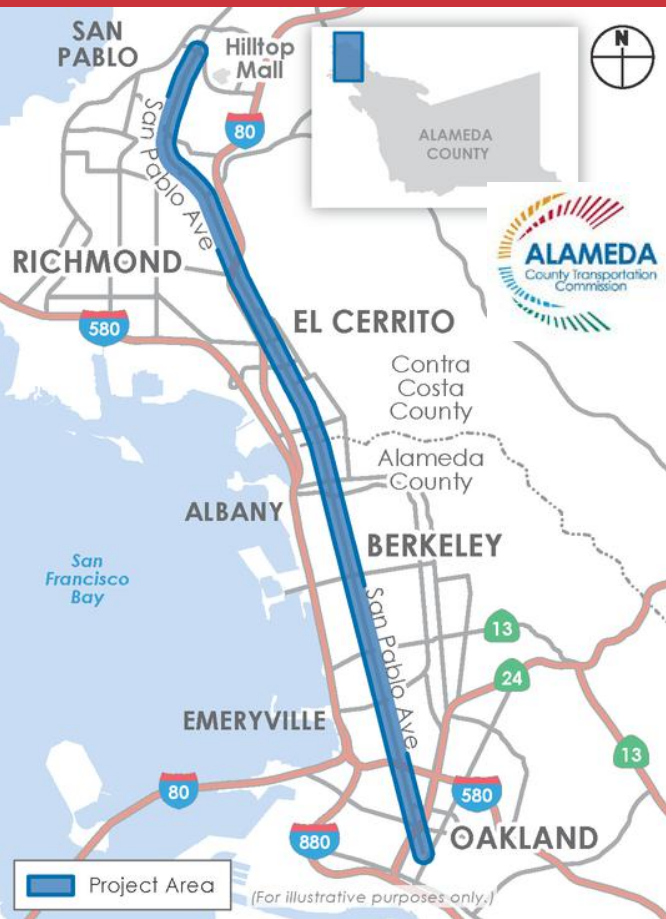 SAN
PABLO
Hilltop
Mall
N
80
ALAMEDA
COUNTY
San Pablo Ave
ALAMEDA
County Transportation
Commission
RICHMOND
580
EL CERRITO
Contra
Costa
County
Alameda
County
ALBANY
BERKELEY
San
Francisco
Bay
San Pablo Ave
13
24
EMERYVILLE
13
80
580
880
OAKLAND
Project Area
(For illustrative purposes only.)